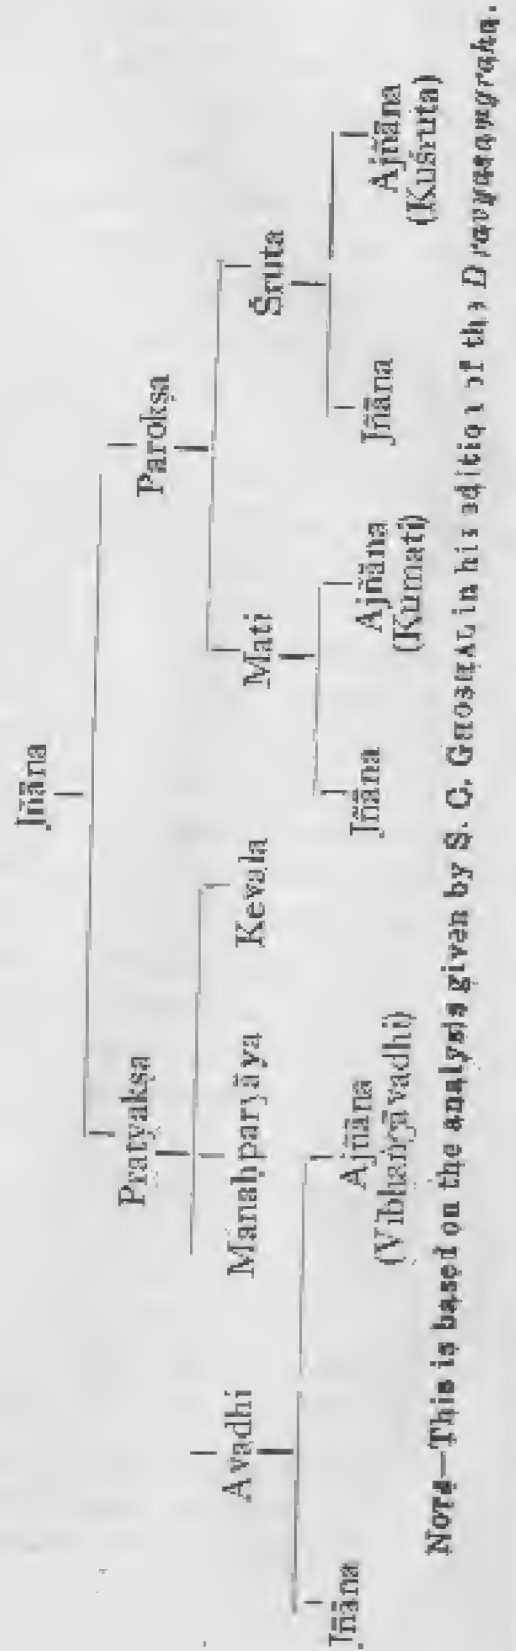 Jñāna
Pratyakṣa Parokṣa
Avadhi Manaḥparyāya Kevala Mati Śruta
Jñāna Ajñāna Jñāna Ajñāna Jñāna Ajñāna
(Vibhaṅgāvadhi) (Kumati) (Kuśruta)
NOTE—This is based on the analysis given by S. C. GHOSHAL in his edition of the Dravyasaṁgraha.